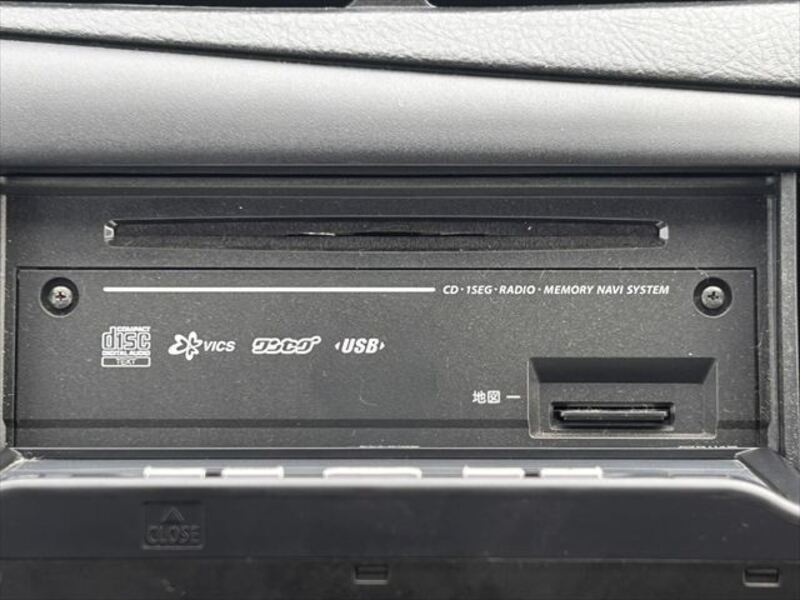 CD・1SEG・RADIO・MEMORY NAVI SYSTEM
COMPACT
disc
DIGITAL AUDIO
TEXT
VICS
ワンセグ
USB
地図
CLOSE